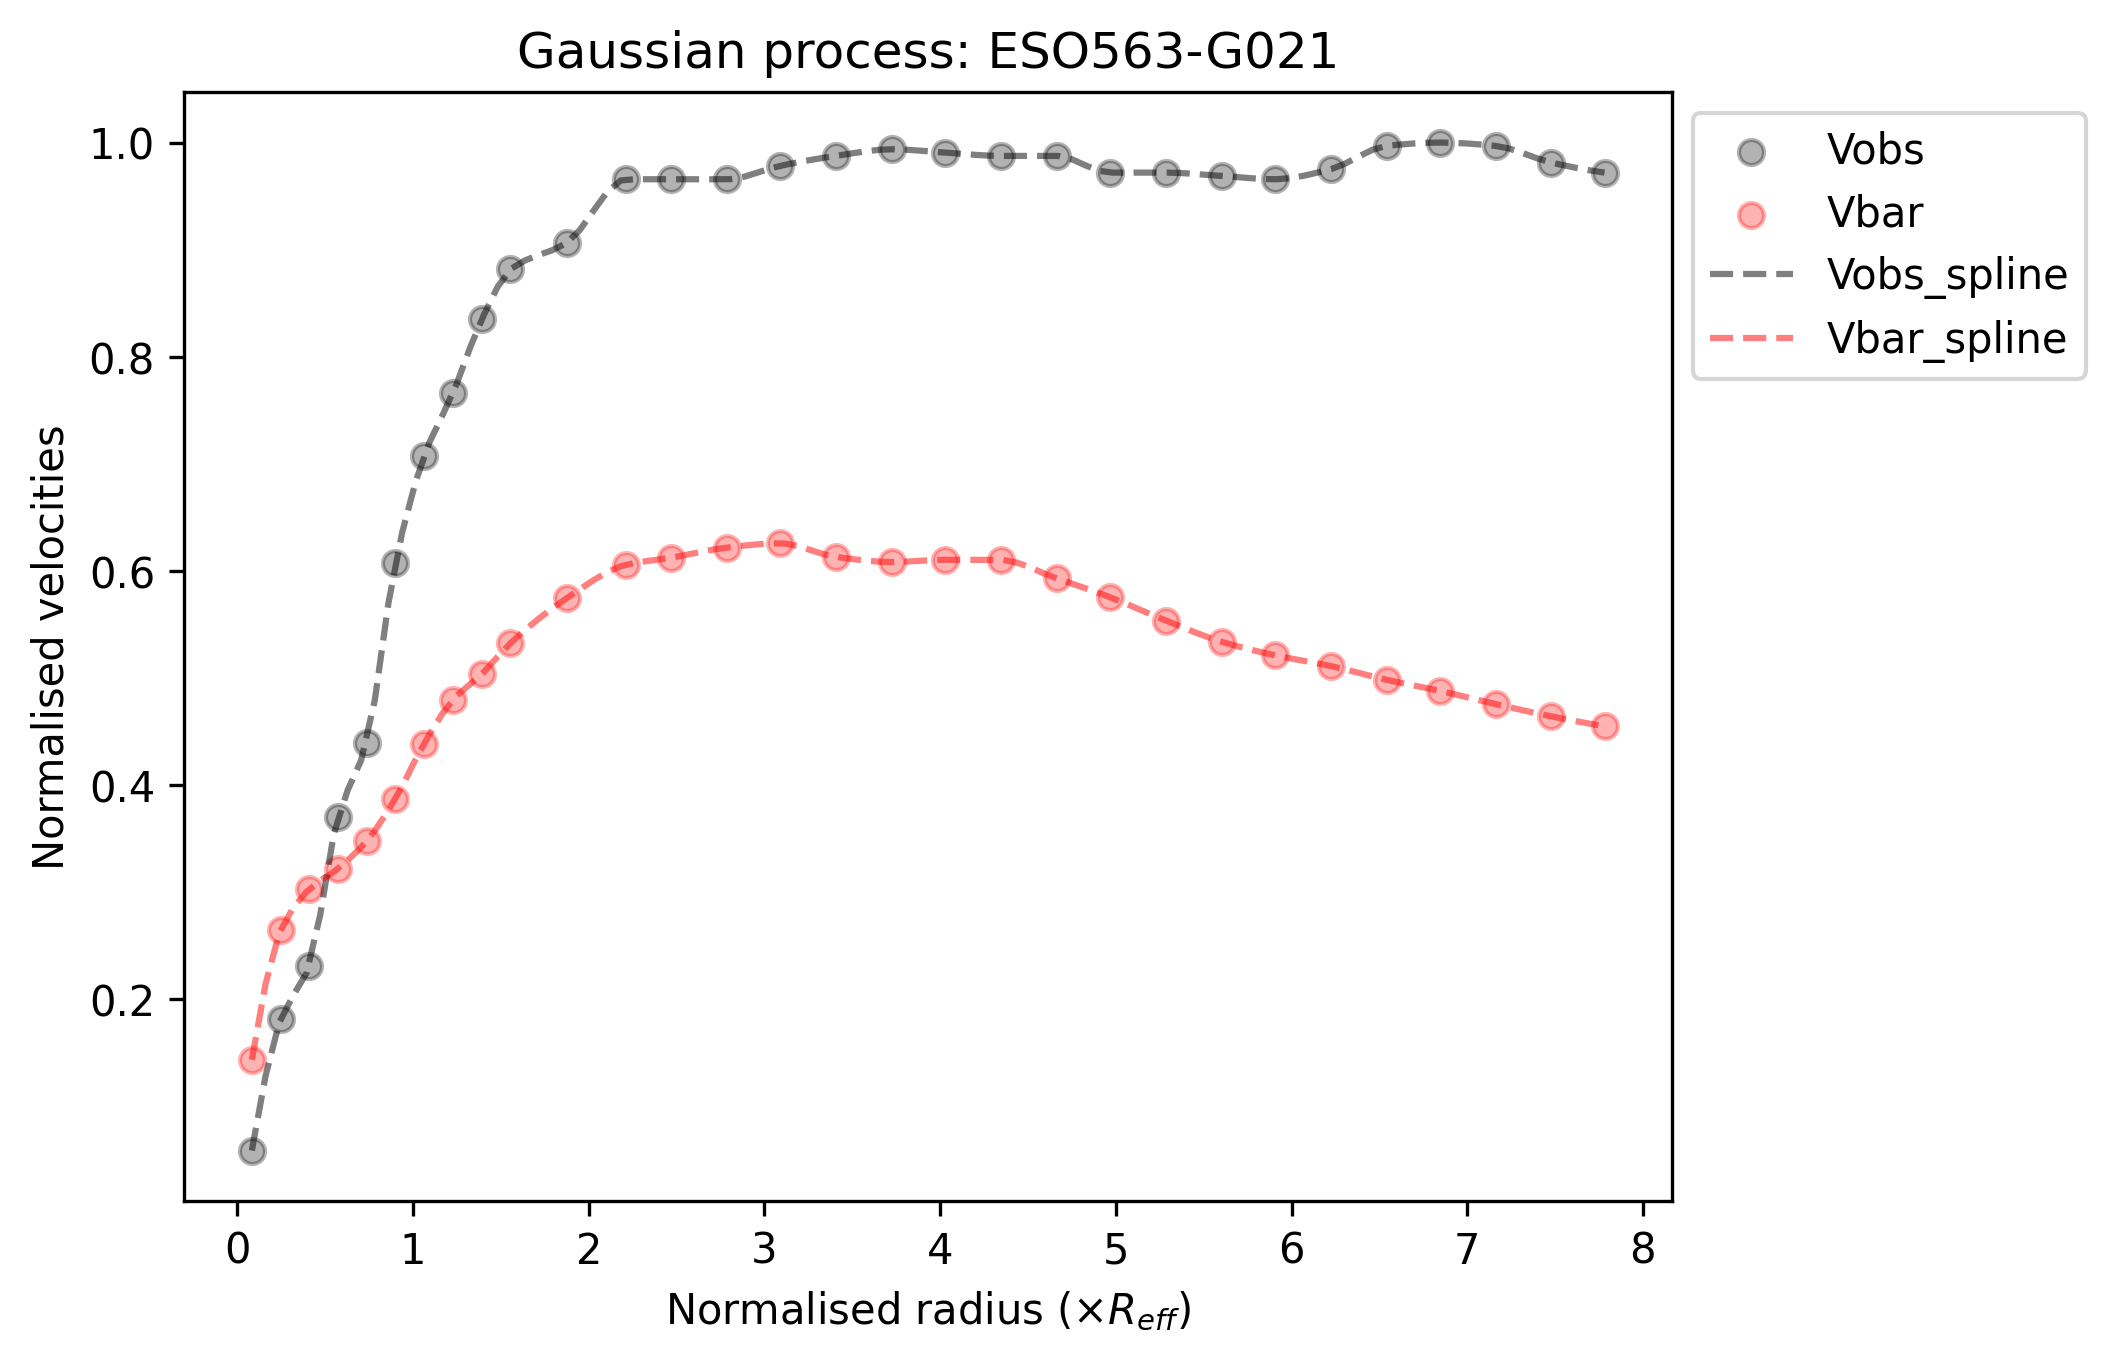 Gaussian process: ESO563-G021
Normalised velocities
1.0
0.8
0.6
0.4
0.2
0 1 2 3 4 5 6 7 8
Normalised radius (×R_eff)
Vobs
Vbar
Vobs_spline
Vbar_spline